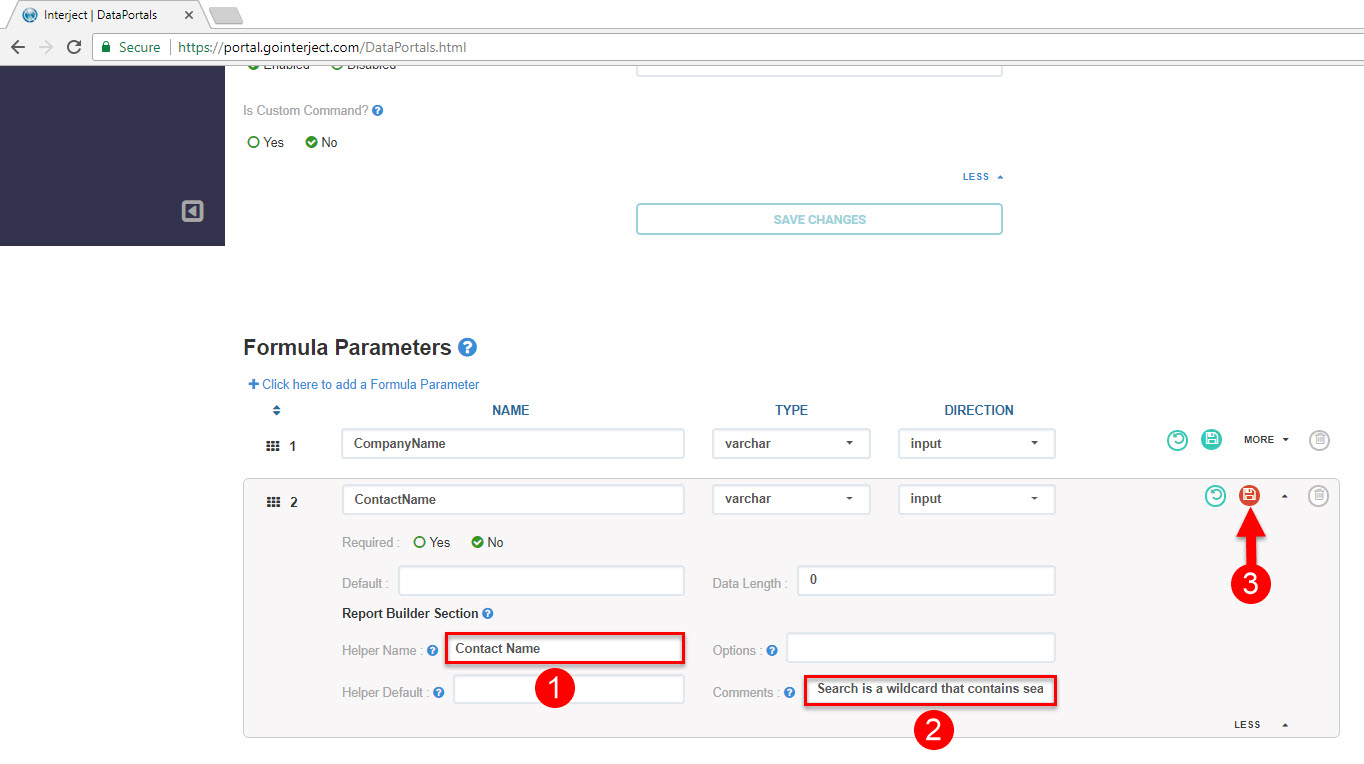 Interject | DataPortals
Secure https://portal.gointerject.com/DataPortals.html
Enabled Disabled
Is Custom Command? ?
Yes No
LESS
SAVE CHANGES
Formula Parameters ?
+ Click here to add a Formula Parameter
NAME TYPE DIRECTION
1 CompanyName varchar input MORE
2 ContactName varchar input
Required : Yes No
Default : Data Length : 0
3
Report Builder Section ?
Helper Name : ? Contact Name Options : ?
Helper Default : ? 1 Comments : ? Search is a wildcard that contains sea
2
LESS